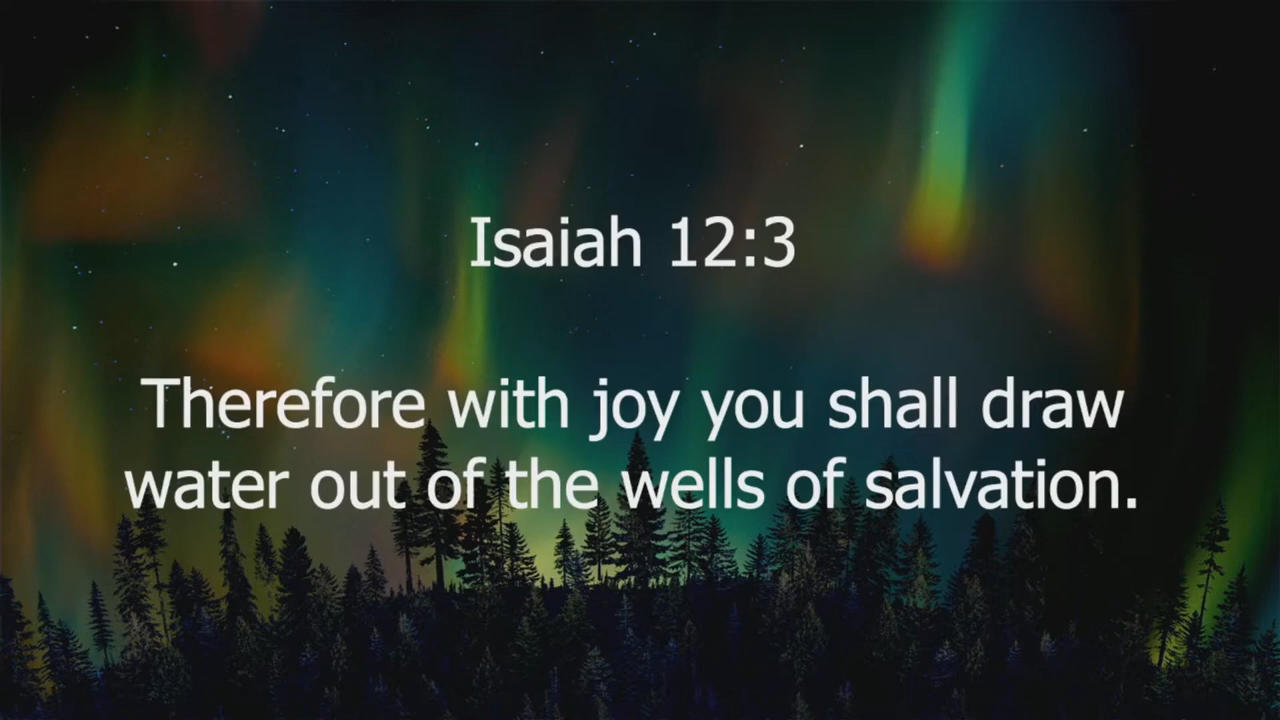 Isaiah 12:3
Therefore with joy you shall draw
water out of the wells of salvation.